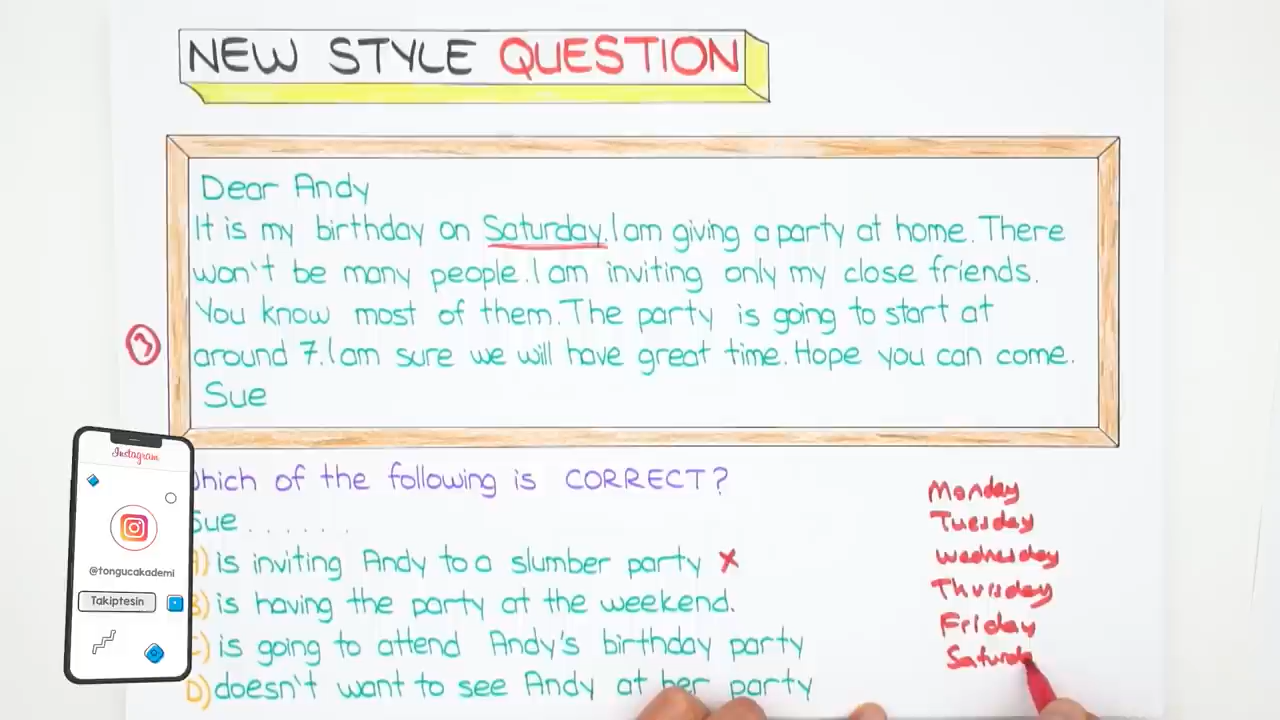 NEW STYLE QUESTION
Dear Andy
It is my birthday on Saturday. I am giving a party at home. There
won't be many people. I am inviting only my close friends.
You know most of them. The party is going to start at
around 7. I am sure we will have great time. Hope you can come.
Sue
3
Which of the following is CORRECT?
Sue . . . . . .
A) is inviting Andy to a slumber party x
B) is having the party at the weekend.
C) is going to attend Andy's birthday party
D) doesn't want to see Andy at her party
Monday
Tuesday
Wednesday
Thursday
Friday
Saturda
Instagram
@tongucakademi
Takiptesin